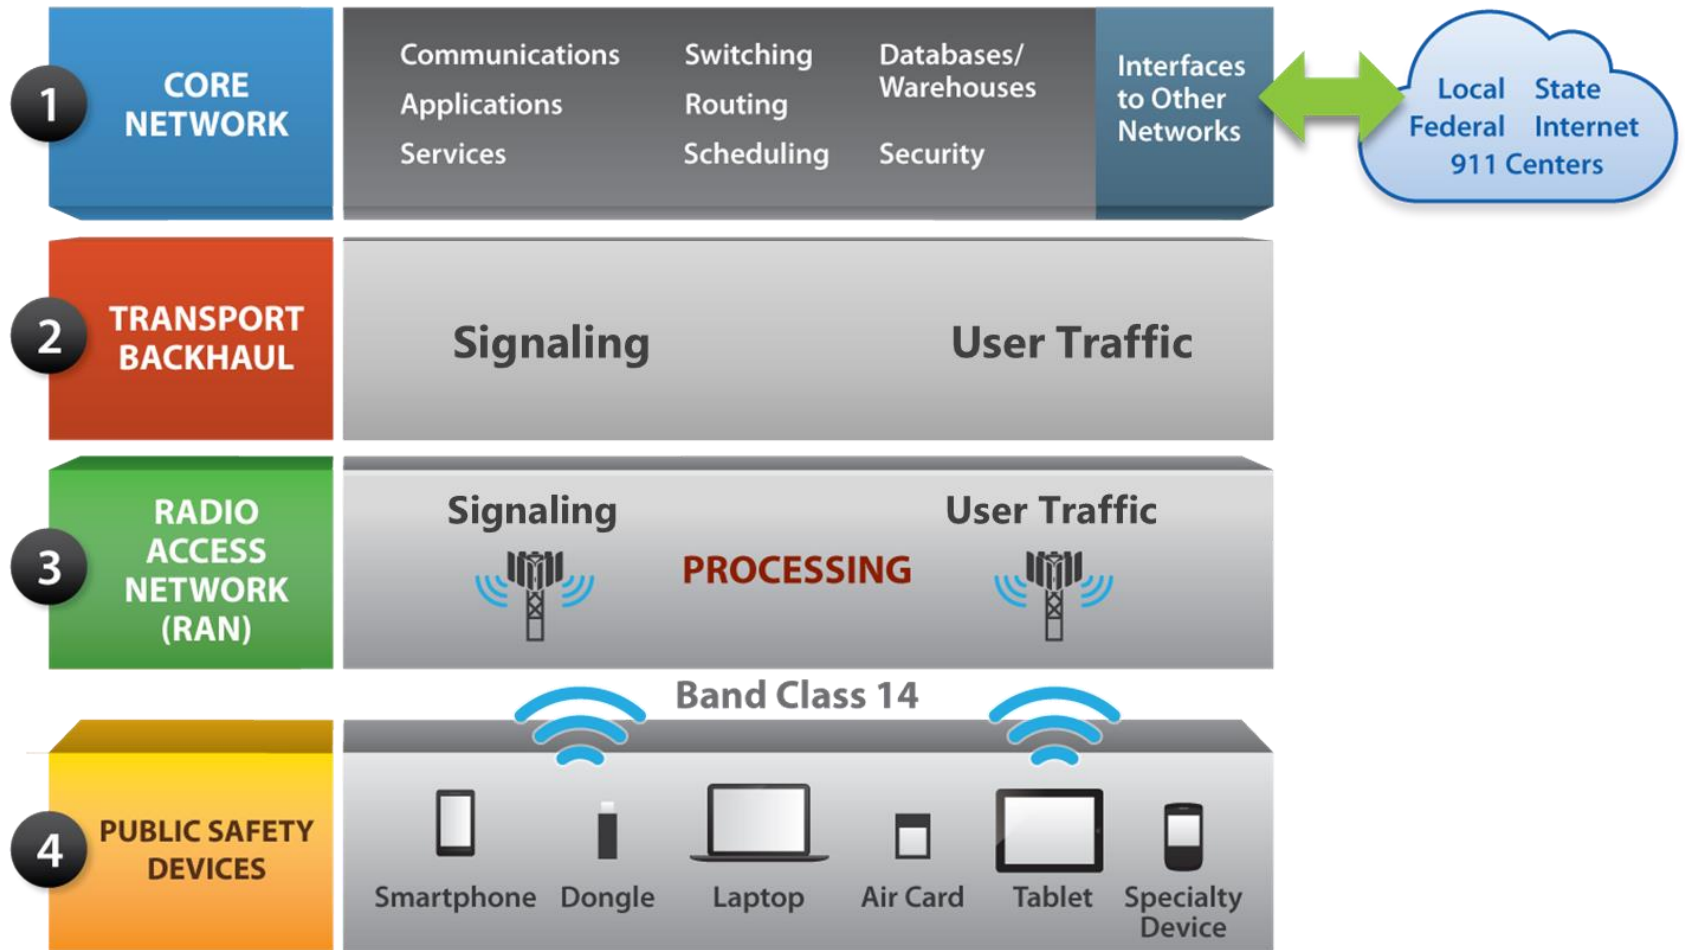 1
CORE
NETWORK
Communications
Applications
Services
Switching
Routing
Scheduling
Databases/
Warehouses
Security
Interfaces
to Other
Networks
Local State
Federal Internet
911 Centers
2
TRANSPORT
BACKHAUL
Signaling
User Traffic
3
RADIO
ACCESS
NETWORK
(RAN)
Signaling
PROCESSING
User Traffic
Band Class 14
4
PUBLIC SAFETY
DEVICES
Smartphone
Dongle
Laptop
Air Card
Tablet
Specialty
Device